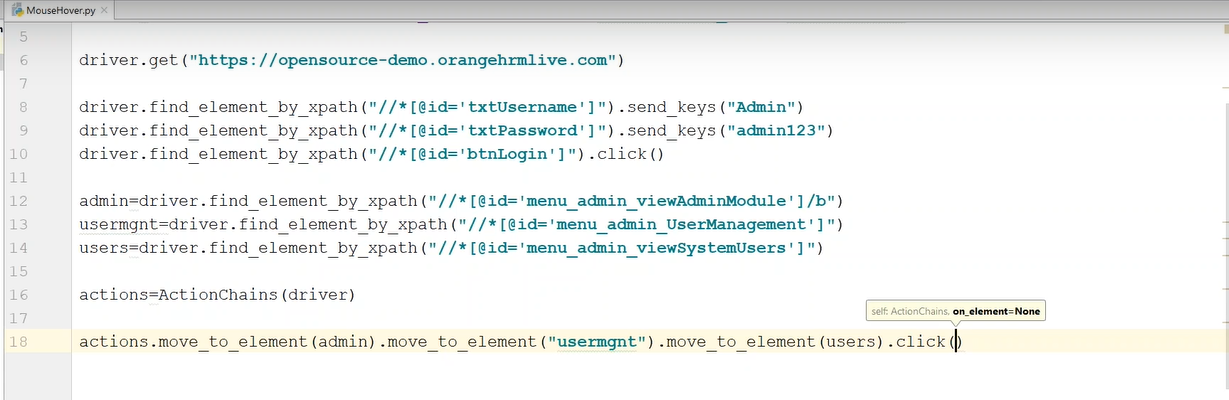 MouseHover.py
5
6 driver.get("https://opensource-demo.orangehrmlive.com")
7
8 driver.find_element_by_xpath("//*[@id='txtUsername']").send_keys("Admin")
9 driver.find_element_by_xpath("//*[@id='txtPassword']").send_keys("admin123")
10 driver.find_element_by_xpath("//*[@id='btnLogin']").click()
11
12 admin=driver.find_element_by_xpath("//*[@id='menu_admin_viewAdminModule']/b")
13 usermgnt=driver.find_element_by_xpath("//*[@id='menu_admin_UserManagement']")
14 users=driver.find_element_by_xpath("//*[@id='menu_admin_viewSystemUsers']")
15
16 actions=ActionChains(driver)
17
self: ActionChains, on_element=None
18 actions.move_to_element(admin).move_to_element("usermgnt").move_to_element(users).click()